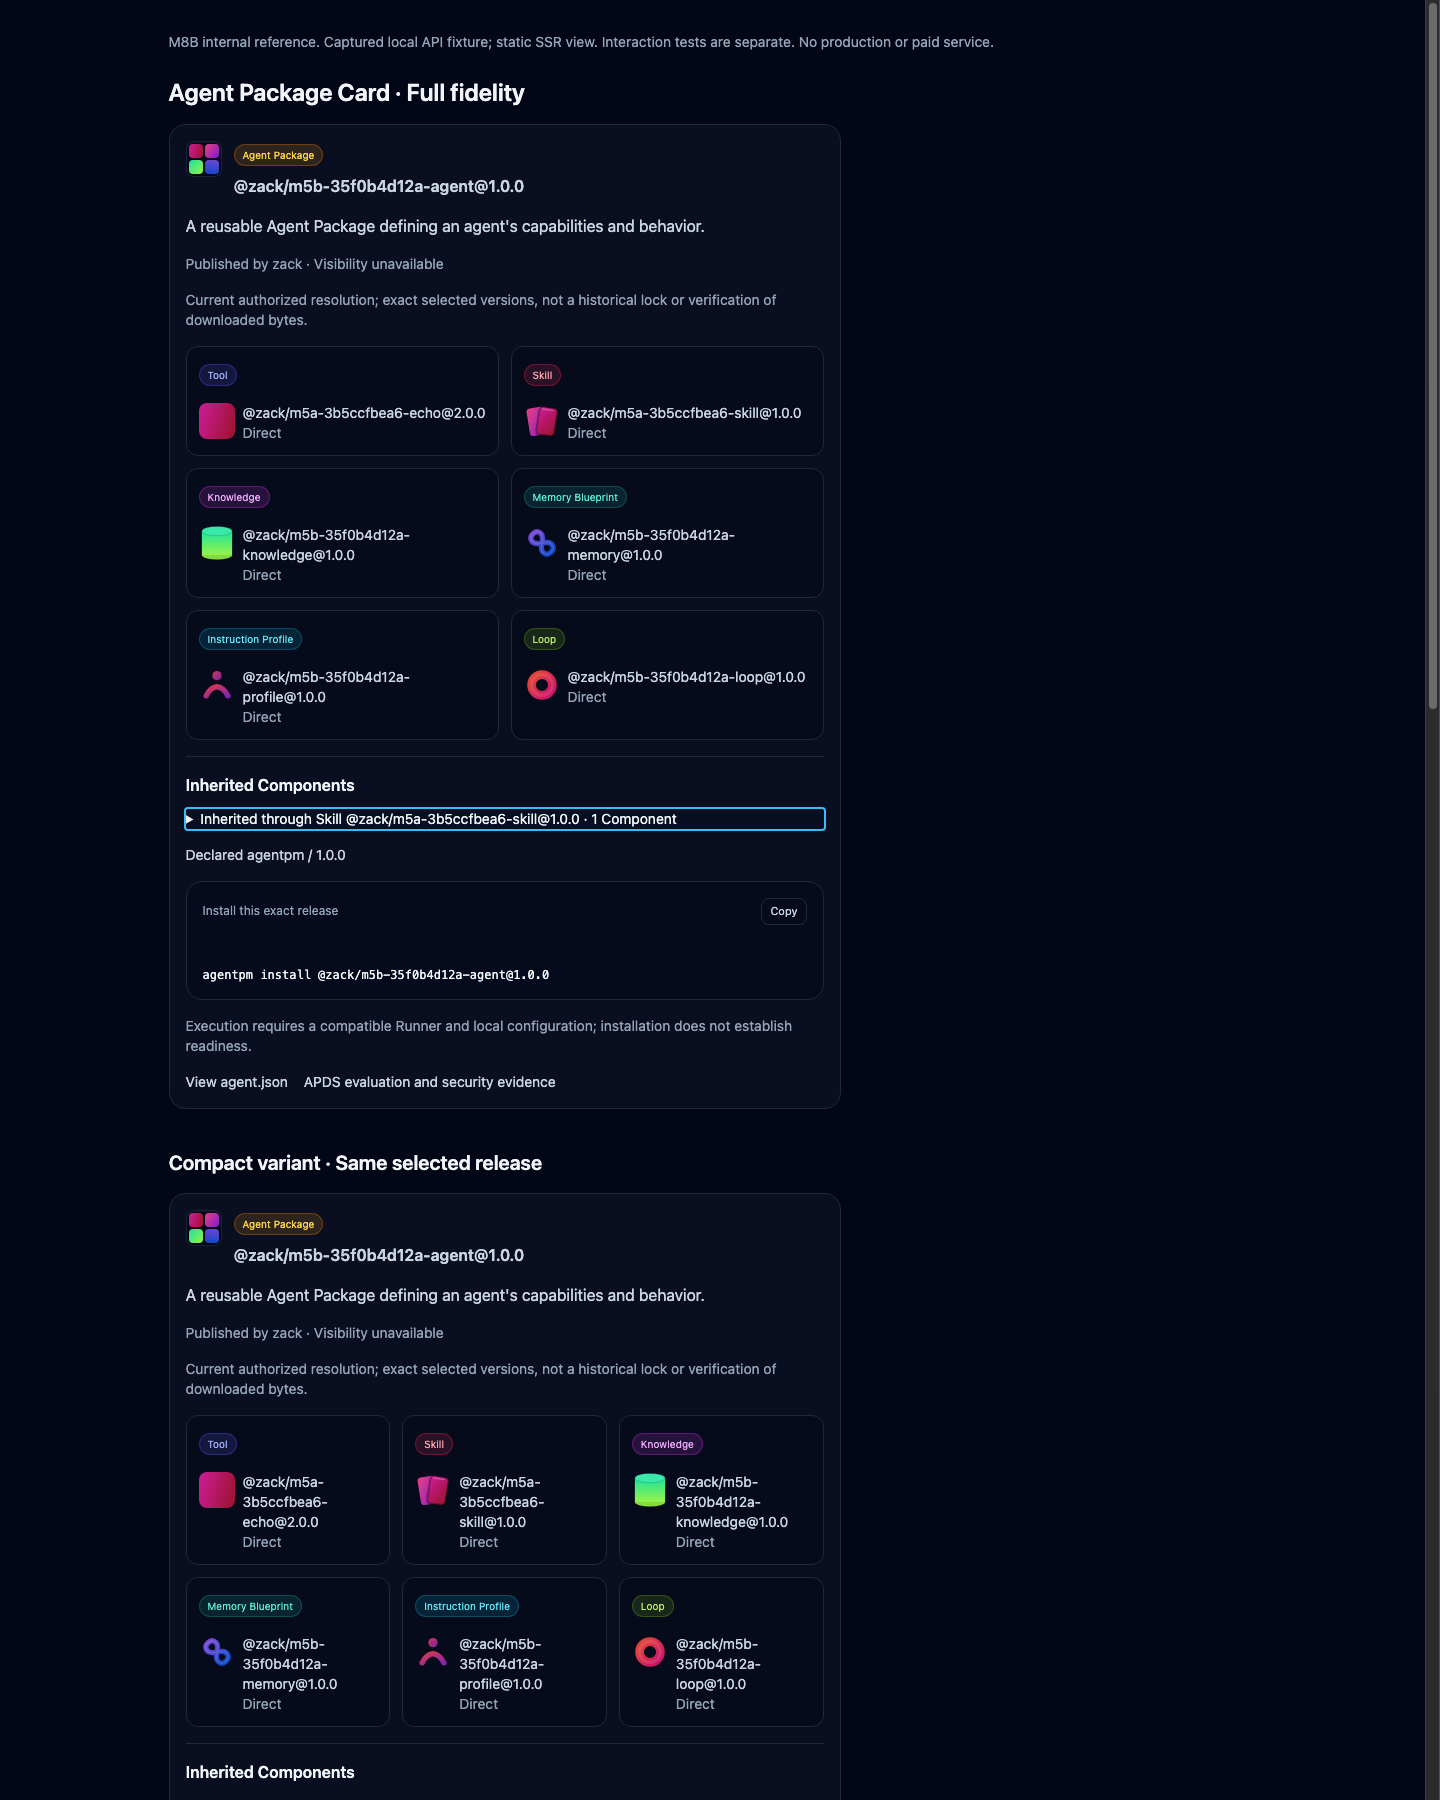 M8B internal reference. Captured local API fixture; static SSR view. Interaction tests are separate. No production or paid service.
Agent Package Card · Full fidelity
Agent Package
@zack/m5b-35f0b4d12a-agent@1.0.0
A reusable Agent Package defining an agent's capabilities and behavior.
Published by zack · Visibility unavailable
Current authorized resolution; exact selected versions, not a historical lock or verification of
downloaded bytes.
Tool
@zack/m5a-3b5ccfbea6-echo@2.0.0
Direct
Skill
@zack/m5a-3b5ccfbea6-skill@1.0.0
Direct
Knowledge
@zack/m5b-35f0b4d12a-
knowledge@1.0.0
Direct
Memory Blueprint
@zack/m5b-35f0b4d12a-
memory@1.0.0
Direct
Instruction Profile
@zack/m5b-35f0b4d12a-
profile@1.0.0
Direct
Loop
@zack/m5b-35f0b4d12a-loop@1.0.0
Direct
Inherited Components
Inherited through Skill @zack/m5a-3b5ccfbea6-skill@1.0.0 · 1 Component
Declared agentpm / 1.0.0
Install this exact release
Copy
agentpm install @zack/m5b-35f0b4d12a-agent@1.0.0
Execution requires a compatible Runner and local configuration; installation does not establish
readiness.
View agent.json APDS evaluation and security evidence
Compact variant · Same selected release
Agent Package
@zack/m5b-35f0b4d12a-agent@1.0.0
A reusable Agent Package defining an agent's capabilities and behavior.
Published by zack · Visibility unavailable
Current authorized resolution; exact selected versions, not a historical lock or verification of
downloaded bytes.
Tool
@zack/m5a-
3b5ccfbea6-
echo@2.0.0
Direct
Skill
@zack/m5a-
3b5ccfbea6-
skill@1.0.0
Direct
Knowledge
@zack/m5b-
35f0b4d12a-
knowledge@1.0.0
Direct
Memory Blueprint
@zack/m5b-
35f0b4d12a-
memory@1.0.0
Direct
Instruction Profile
@zack/m5b-
35f0b4d12a-
profile@1.0.0
Direct
Loop
@zack/m5b-
35f0b4d12a-
loop@1.0.0
Direct
Inherited Components